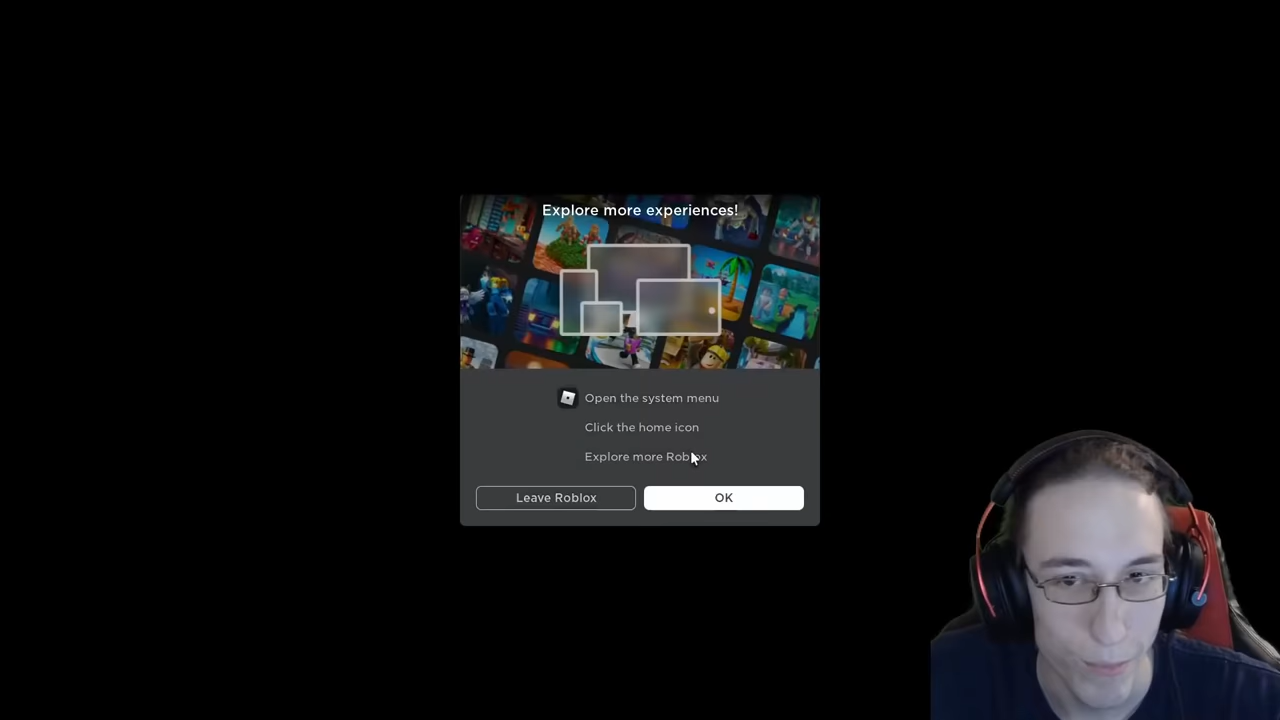 Explore more experiences!
Open the system menu
Click the home icon
Explore more Roblox
Leave Roblox
OK